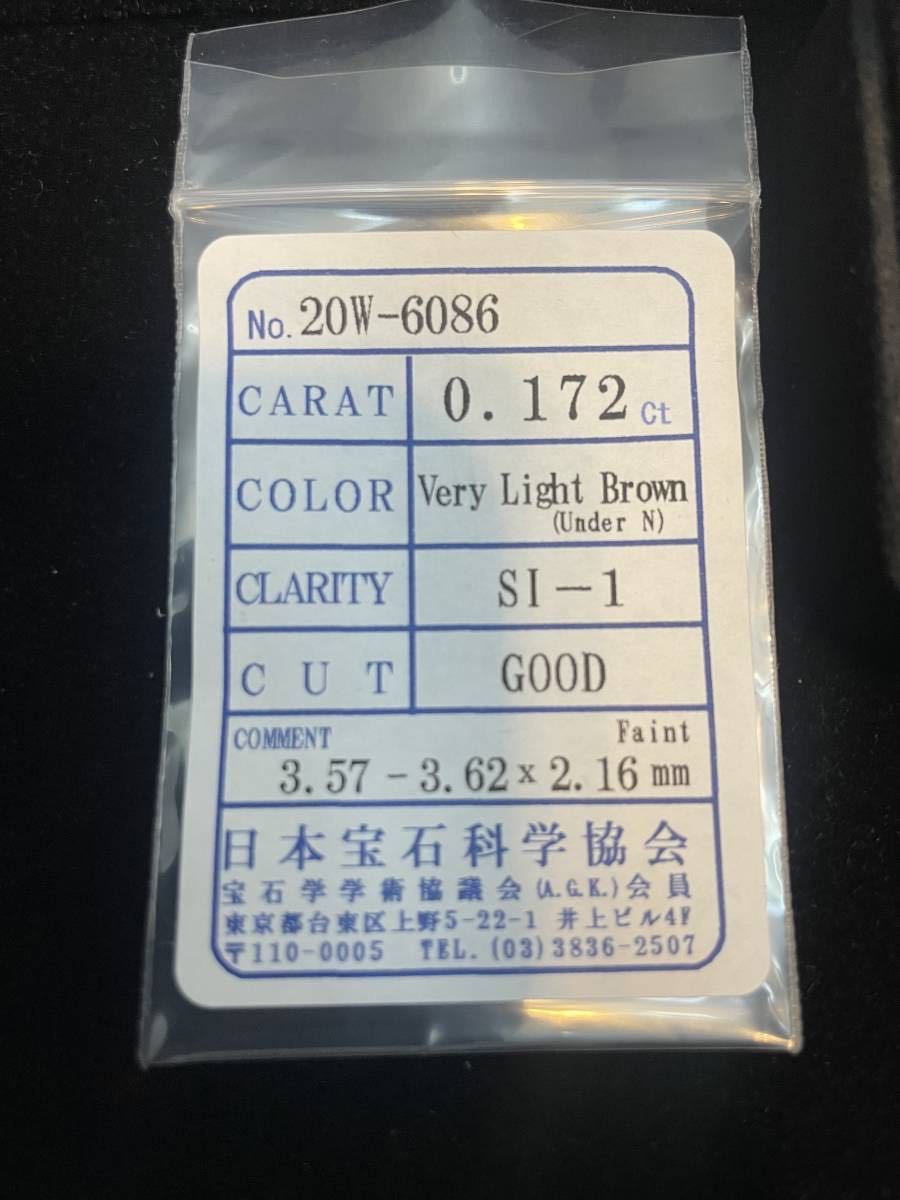 No. 20W-6086
CARAT 0.172 Ct
COLOR Very Light Brown
(Under N)
CLARITY SI-1
CUT GOOD
COMMENT Faint
3.57 - 3.62 x 2.16 mm
日本宝石科学協会
宝石学学術協議会(A.G.K.)会員
東京都台東区上野5-22-1 井上ビル4F
〒110-0005 TEL. (03)3836-2507